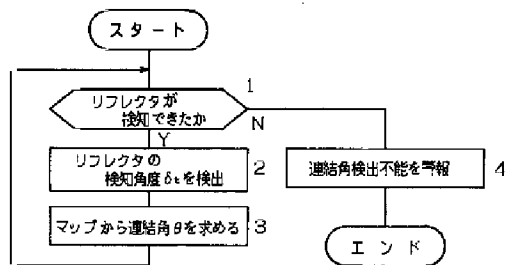 スタート
1
リフレクタが
検知できたか
N
Y
リフレクタの
検知角度δtを検出
2
連結角検出不能を警報
4
マップから連結角θを求める
3
エンド